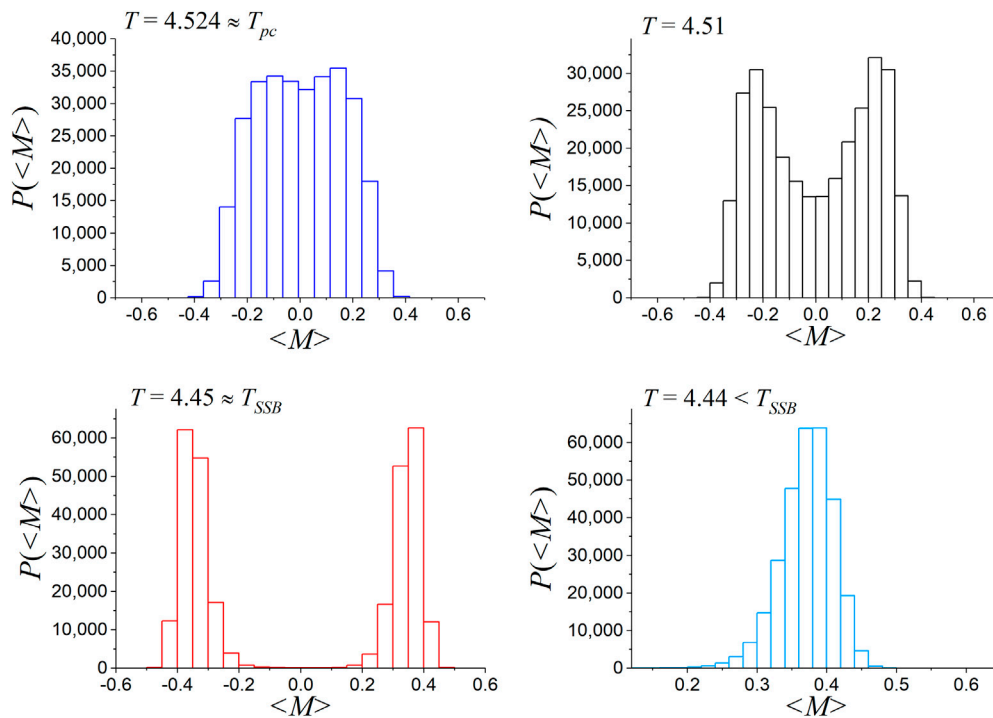 T = 4.524 ≈ Tpc
40,000
35,000
30,000
25,000
20,000
15,000
10,000
5,000
0
P(<M>)
-0.6 -0.4 -0.2 0.0 0.2 0.4 0.6
<M>
T = 4.51
30,000
25,000
20,000
15,000
10,000
5,000
0
P(<M>)
-0.6 -0.4 -0.2 0.0 0.2 0.4 0.6
<M>
T = 4.45 ≈ TSSB
60,000
50,000
40,000
30,000
20,000
10,000
0
P(<M>)
-0.6 -0.4 -0.2 0.0 0.2 0.4 0.6
<M>
T = 4.44 < TSSB
60,000
50,000
40,000
30,000
20,000
10,000
0
P(<M>)
0.2 0.3 0.4 0.5 0.6
<M>